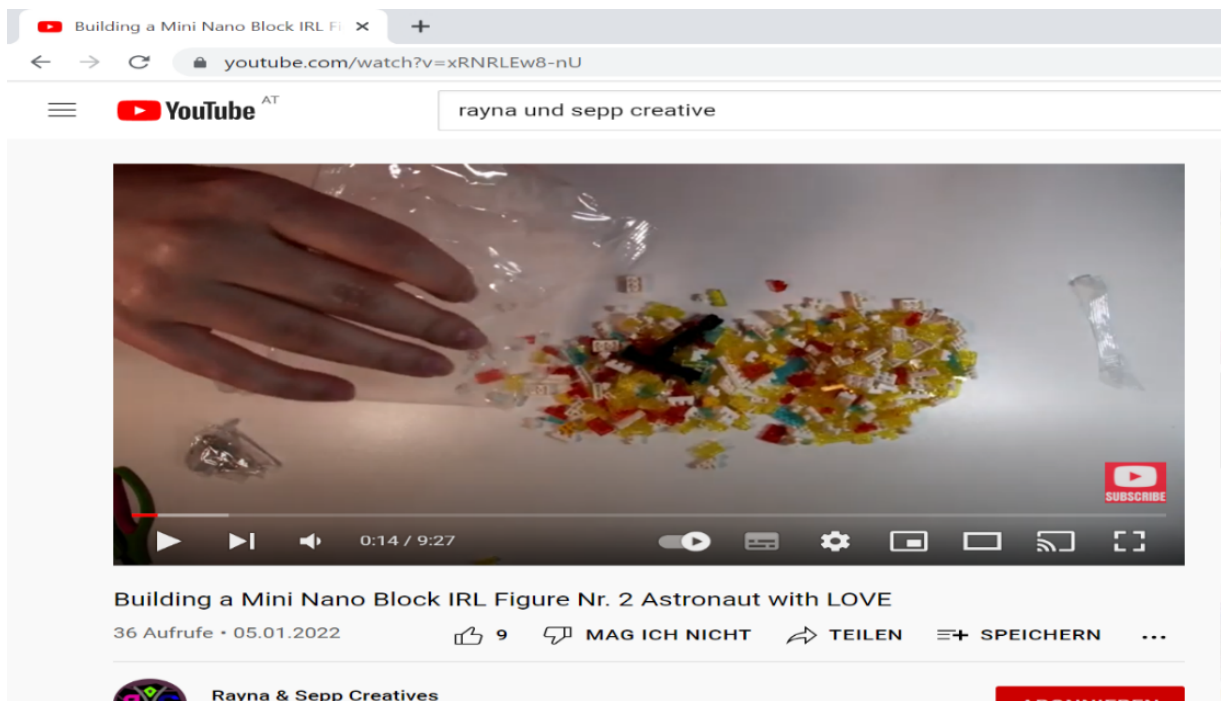 Building a Mini Nano Block IRL Fi
youtube.com/watch?v=xRNRLEw8-nU
YouTube AT
rayna und sepp creative
SUBSCRIBE
0:14 / 9:27
Building a Mini Nano Block IRL Figure Nr. 2 Astronaut with LOVE
36 Aufrufe • 05.01.2022 9 MAG ICH NICHT TEILEN SPEICHERN ...
Rayna & Sepp Creatives
ABONNIEREN